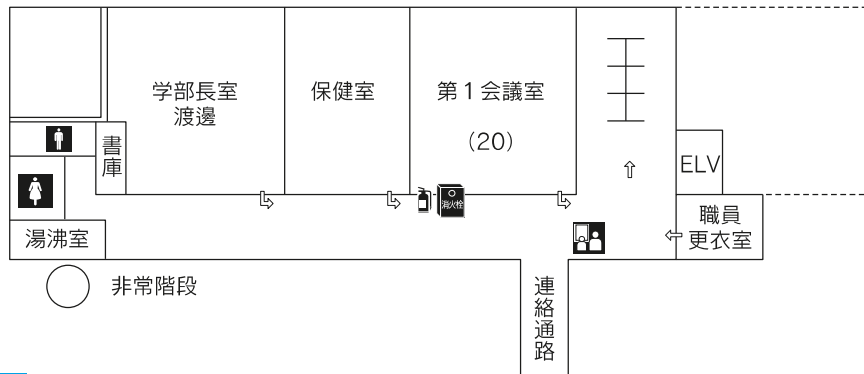 学部長室
渡邊
保健室
第１会議室
(20)
書庫
ELV
消火栓
湯沸室
職員
更衣室
非常階段
連絡通路